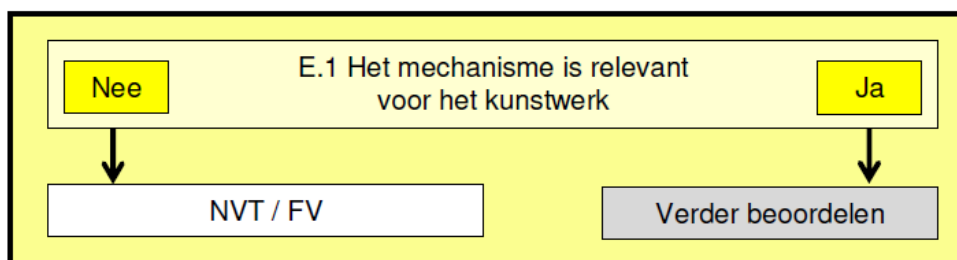 E.1 Het mechanisme is relevant
voor het kunstwerk
Nee
Ja
NVT / FV
Verder beoordelen